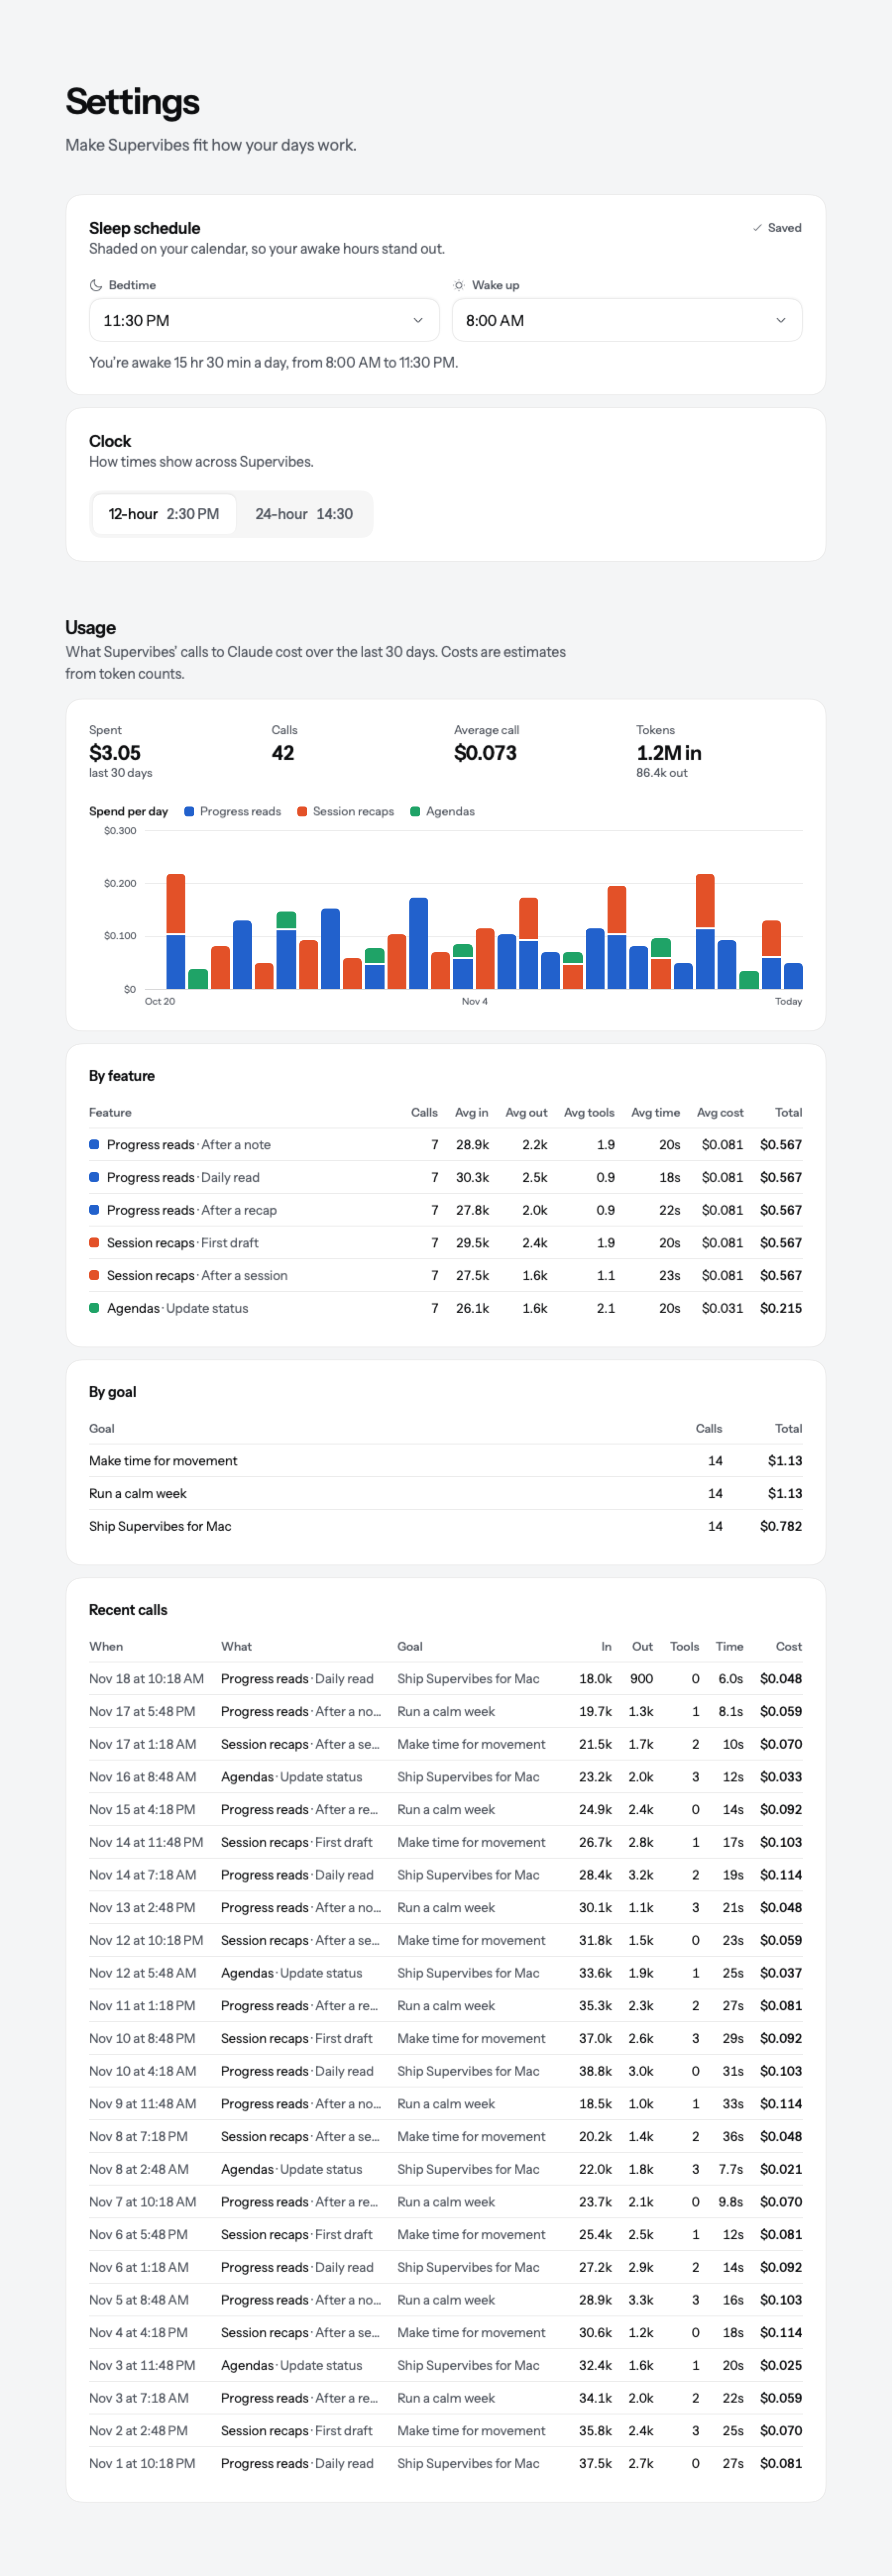 Settings
Make Supervibes fit how your days work.
Sleep schedule
Saved
Shaded on your calendar, so your awake hours stand out.
Bedtime
Wake up
11:30 PM
8:00 AM
You're awake 15 hr 30 min a day, from 8:00 AM to 11:30 PM.
Clock
How times show across Supervibes.
12-hour 2:30 PM 24-hour 14:30
Usage
What Supervibes' calls to Claude cost over the last 30 days. Costs are estimates
from token counts.
Spent Calls Average call Tokens
$3.05 42 $0.073 1.2M in
last 30 days 86.4k out
Spend per day Progress reads Session recaps Agendas
$0.300
$0.200
$0.100
$0
Oct 20 Nov 4 Today
By feature
Feature Calls Avg in Avg out Avg tools Avg time Avg cost Total
Progress reads · After a note 7 28.9k 2.2k 1.9 20s $0.081 $0.567
Progress reads · Daily read 7 30.3k 2.5k 0.9 18s $0.081 $0.567
Progress reads · After a recap 7 27.8k 2.0k 0.9 22s $0.081 $0.567
Session recaps · First draft 7 29.5k 2.4k 1.9 20s $0.081 $0.567
Session recaps · After a session 7 27.5k 1.6k 1.1 23s $0.081 $0.567
Agendas · Update status 7 26.1k 1.6k 2.1 20s $0.031 $0.215
By goal
Goal Calls Total
Make time for movement 14 $1.13
Run a calm week 14 $1.13
Ship Supervibes for Mac 14 $0.782
Recent calls
When What Goal In Out Tools Time Cost
Nov 18 at 10:18 AM Progress reads · Daily read Ship Supervibes for Mac 18.0k 900 0 6.0s $0.048
Nov 17 at 5:48 PM Progress reads · After a no... Run a calm week 19.7k 1.3k 1 8.1s $0.059
Nov 17 at 1:18 AM Session recaps · After a se... Make time for movement 21.5k 1.7k 2 10s $0.070
Nov 16 at 8:48 AM Agendas · Update status Ship Supervibes for Mac 23.2k 2.0k 3 12s $0.033
Nov 15 at 4:18 PM Progress reads · After a re... Run a calm week 24.9k 2.4k 0 14s $0.092
Nov 14 at 11:48 PM Session recaps · First draft Make time for movement 26.7k 2.8k 1 17s $0.103
Nov 14 at 7:18 AM Progress reads · Daily read Ship Supervibes for Mac 28.4k 3.2k 2 19s $0.114
Nov 13 at 2:48 PM Progress reads · After a no... Run a calm week 30.1k 1.1k 3 21s $0.048
Nov 12 at 10:18 PM Session recaps · After a se... Make time for movement 31.8k 1.5k 0 23s $0.059
Nov 12 at 5:48 AM Agendas · Update status Ship Supervibes for Mac 33.6k 1.9k 1 25s $0.037
Nov 11 at 1:18 PM Progress reads · After a re... Run a calm week 35.3k 2.3k 2 27s $0.081
Nov 10 at 8:48 PM Session recaps · First draft Make time for movement 37.0k 2.6k 3 29s $0.092
Nov 10 at 4:18 AM Progress reads · Daily read Ship Supervibes for Mac 38.8k 3.0k 0 31s $0.103
Nov 9 at 11:48 AM Progress reads · After a no... Run a calm week 18.5k 1.0k 1 33s $0.114
Nov 8 at 7:18 PM Session recaps · After a se... Make time for movement 20.2k 1.4k 2 36s $0.048
Nov 8 at 2:48 AM Agendas · Update status Ship Supervibes for Mac 22.0k 1.8k 3 7.7s $0.021
Nov 7 at 10:18 AM Progress reads · After a re... Run a calm week 23.7k 2.1k 0 9.8s $0.070
Nov 6 at 5:48 PM Session recaps · First draft Make time for movement 25.4k 2.5k 1 12s $0.081
Nov 6 at 1:18 AM Progress reads · Daily read Ship Supervibes for Mac 27.2k 2.9k 2 14s $0.092
Nov 5 at 8:48 AM Progress reads · After a no... Run a calm week 28.9k 3.3k 3 16s $0.103
Nov 4 at 4:18 PM Session recaps · After a se... Make time for movement 30.6k 1.2k 0 18s $0.114
Nov 3 at 11:48 PM Agendas · Update status Ship Supervibes for Mac 32.4k 1.6k 1 20s $0.025
Nov 3 at 7:18 AM Progress reads · After a re... Run a calm week 34.1k 2.0k 2 22s $0.059
Nov 2 at 2:48 PM Session recaps · First draft Make time for movement 35.8k 2.4k 3 25s $0.070
Nov 1 at 10:18 PM Progress reads · Daily read Ship Supervibes for Mac 37.5k 2.7k 0 27s $0.081